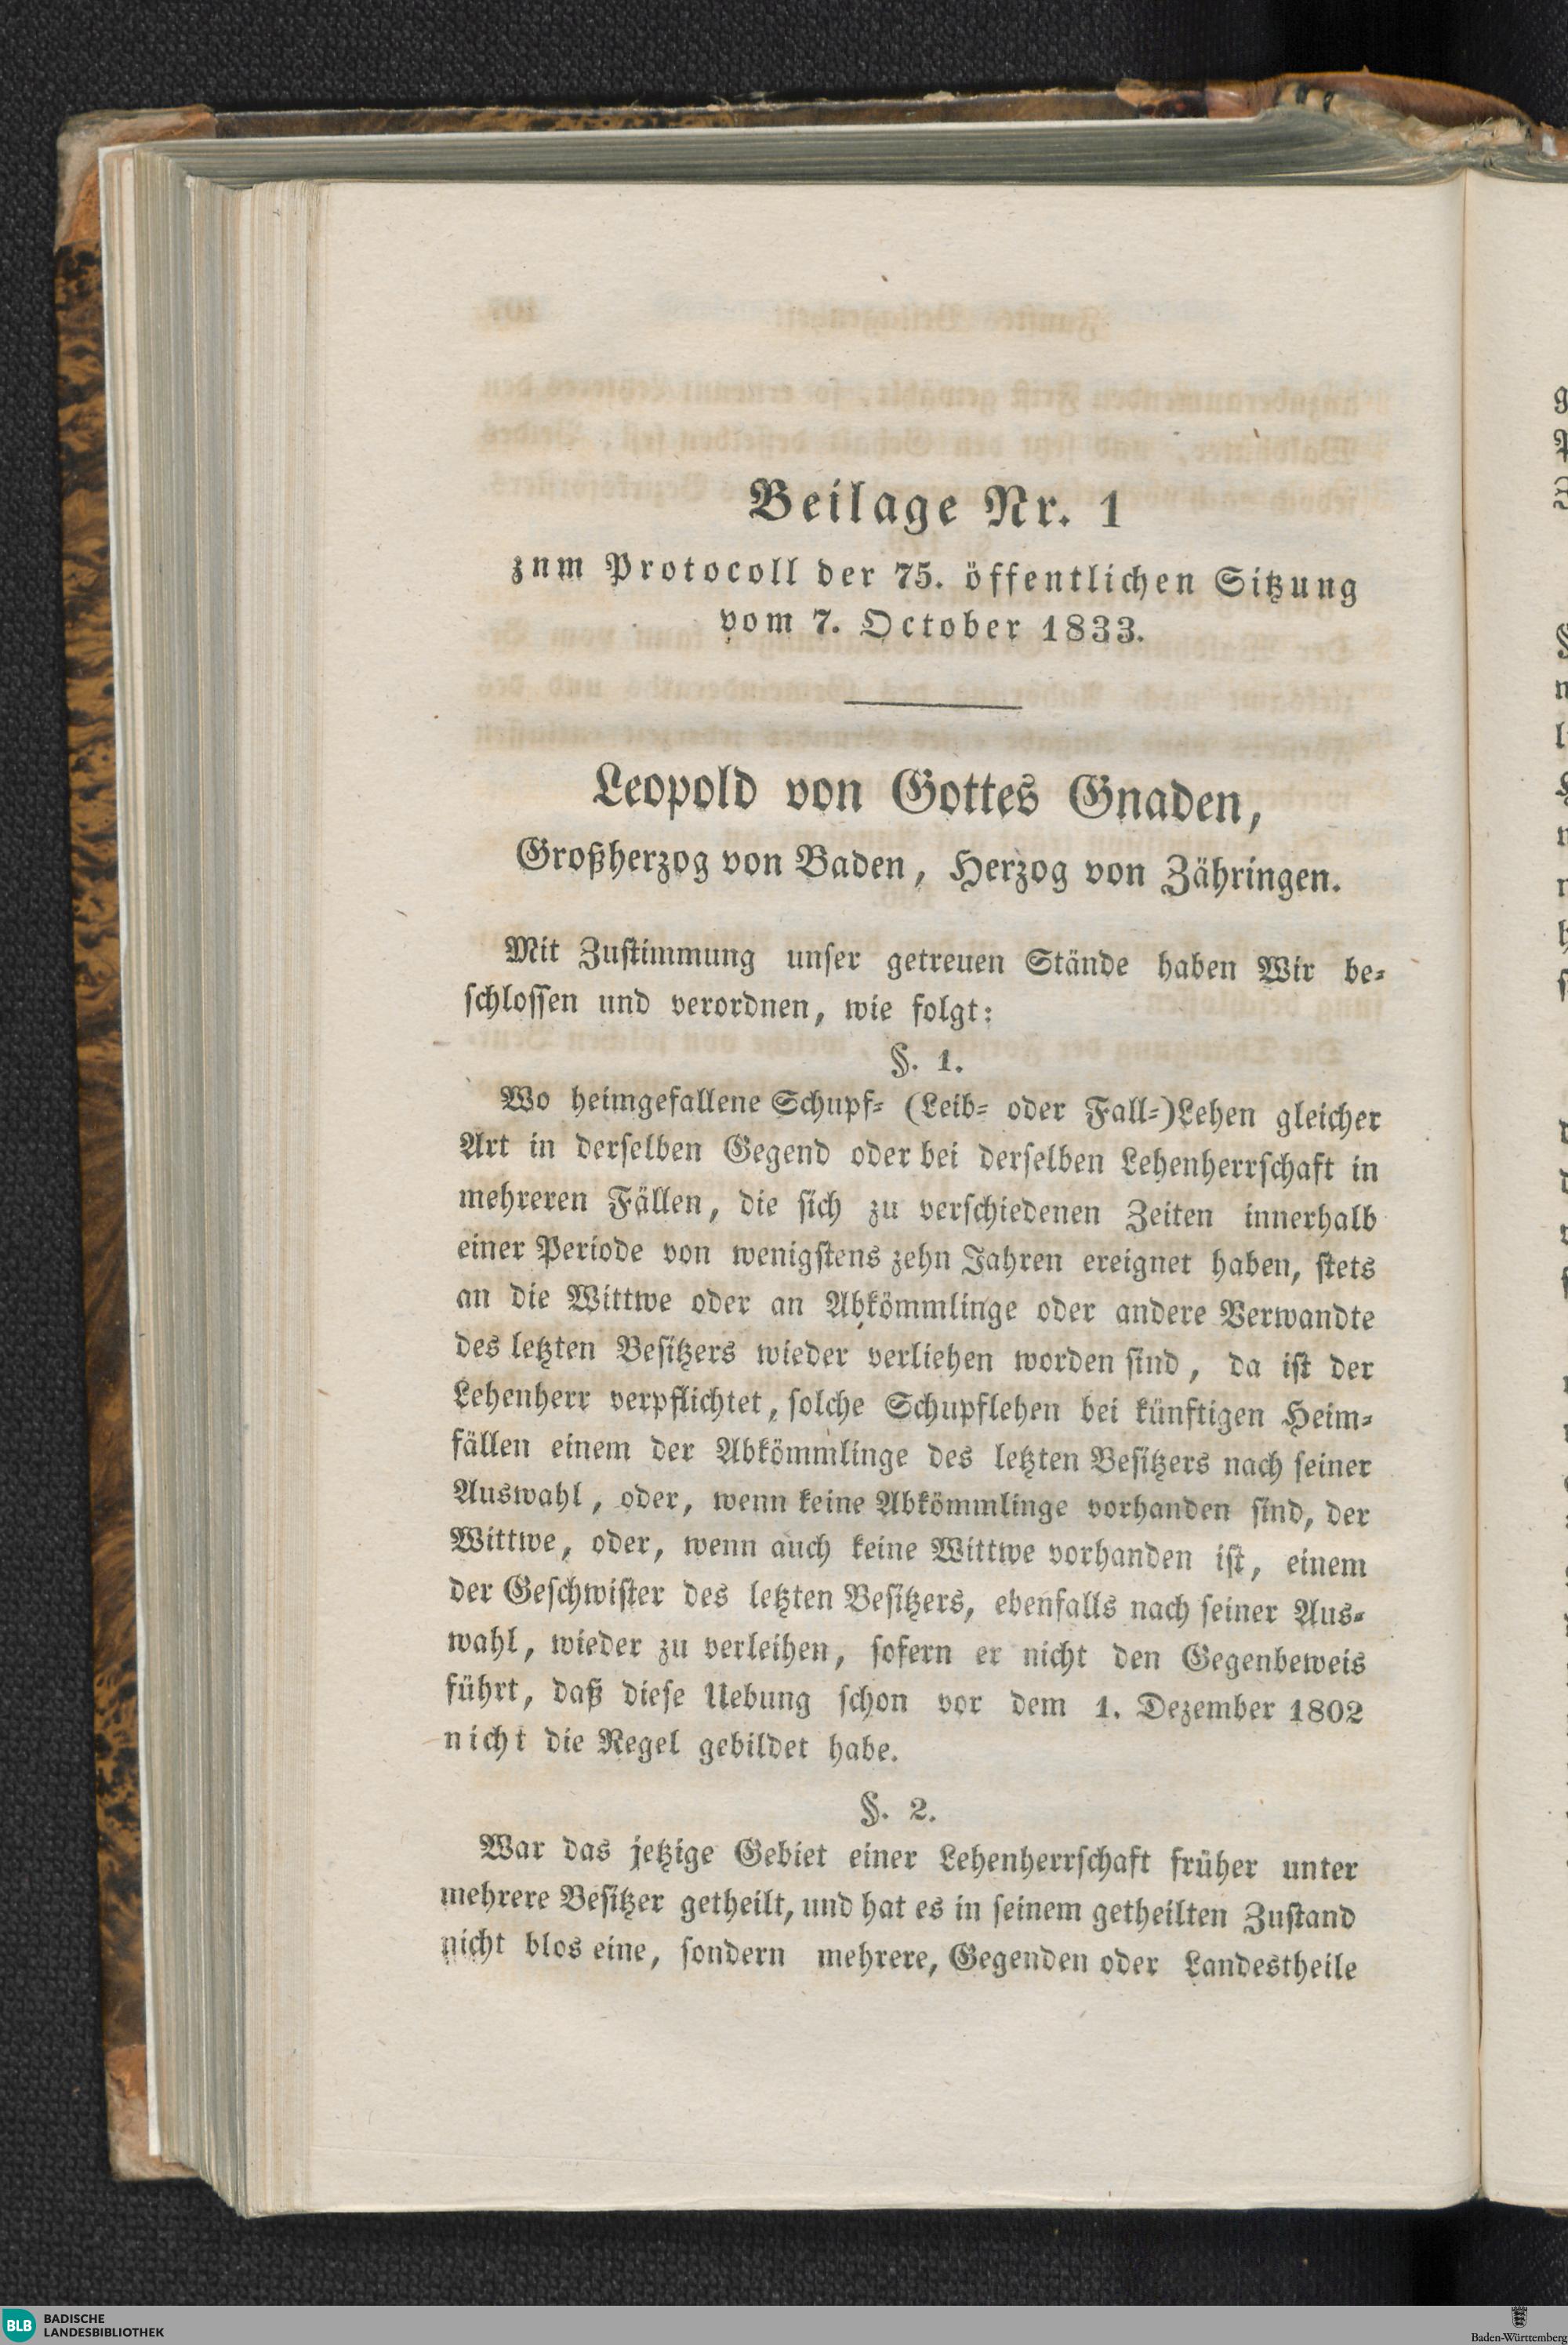 Beilage Nr. 1
znm Protocoll der 75. öffentlichen Sitzung
vom 7. October 1833.
Leopold von Gottes Gnaden,
Großherzog von Baden, Herzog von Zähringen.
Mit Zustimmung unser getreuen Stände haben Wir be-
schlossen und verordnen, wie folgt:
§. 1.
Wo heimgefallene Schupf- (Leib- oder Fall-)Lehen gleicher
Art in derselben Gegend oder bei derselben Lehenherrschaft in
mehreren Fällen, die sich zu verschiedenen Zeiten innerhalb
einer Periode von wenigstens zehn Jahren ereignet haben, stets
an die Wittwe oder an Abkömmlinge oder andere Verwandte
des letzten Besitzers wieder verliehen worden sind, da ist der
Lehenherr verpflichtet, solche Schupflehen bei künftigen Heim-
fällen einem der Abkömmlinge des letzten Besitzers nach seiner
Auswahl, oder, wenn keine Abkömmlinge vorhanden sind, der
Wittwe, oder, wenn auch keine Wittwe vorhanden ist, einem
der Geschwister des letzten Besitzers, ebenfalls nach seiner Aus-
wahl, wieder zu verleihen, sofern er nicht den Gegenbeweis
führt, daß diese Uebung schon vor dem 1. Dezember 1802
nicht die Regel gebildet habe.
§. 2.
War das jetzige Gebiet einer Lehenherrschaft früher unter
mehrere Besitzer getheilt, und hat es in seinem getheilten Zustand
nicht blos eine, sondern mehrere, Gegenden oder Landestheile
BLB BADISCHE
LANDESBIBLIOTHEK
Baden-Württemberg